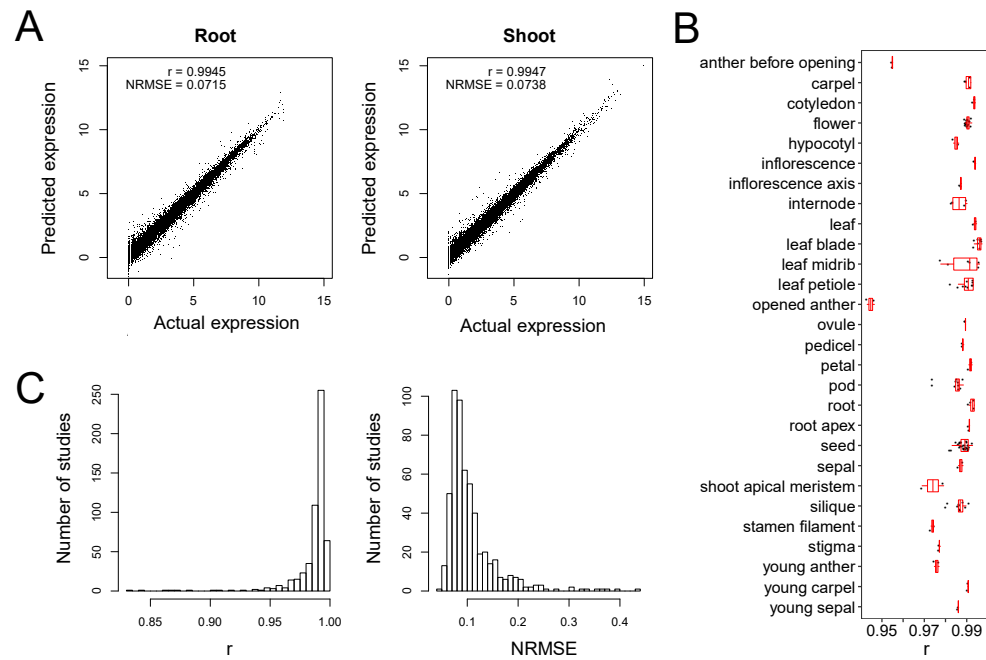 A
Root
Shoot
r = 0.9945
NRMSE = 0.0715
r = 0.9947
NRMSE = 0.0738
Predicted expression
15
10
5
0
0 5 10 15
Actual expression
Predicted expression
15
10
5
0
0 5 10 15
Actual expression
B
anther before opening
carpel
cotyledon
flower
hypocotyl
inflorescence
inflorescence axis
internode
leaf
leaf blade
leaf midrib
leaf petiole
opened anther
ovule
pedicel
petal
pod
root
root apex
seed
sepal
shoot apical meristem
silique
stamen filament
stigma
young anther
young carpel
young sepal
0.95 0.97 0.99
r
C
Number of studies
250
200
150
100
50
0
0.85 0.90 0.95 1.00
r
Number of studies
100
80
60
40
20
0
0.1 0.2 0.3 0.4
NRMSE